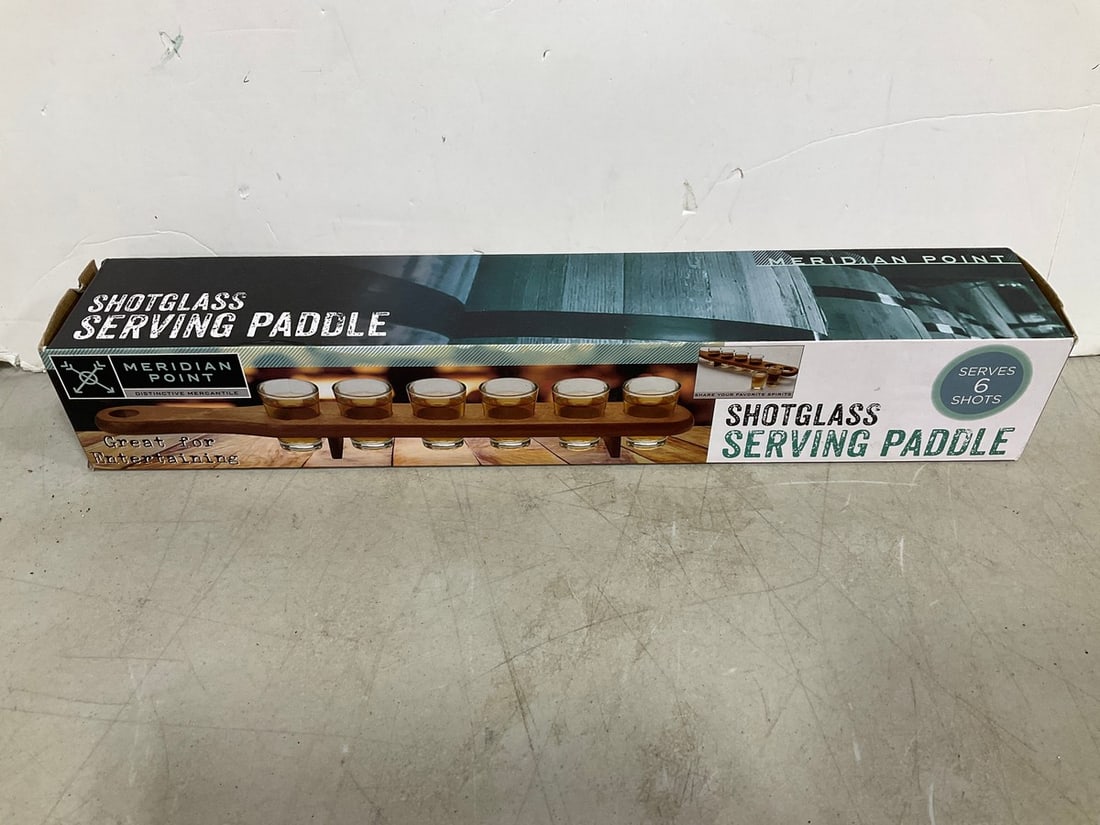 MERIDIAN POINT
SHOTGLASS
SERVING PADDLE
MERIDIAN
POINT
DISTINCTIVE MERCANTILE
Great for
Entertaining
SHARE YOUR FAVORITE SPIRITS
SHOTGLASS
SERVING PADDLE
SERVES
6
SHOTS